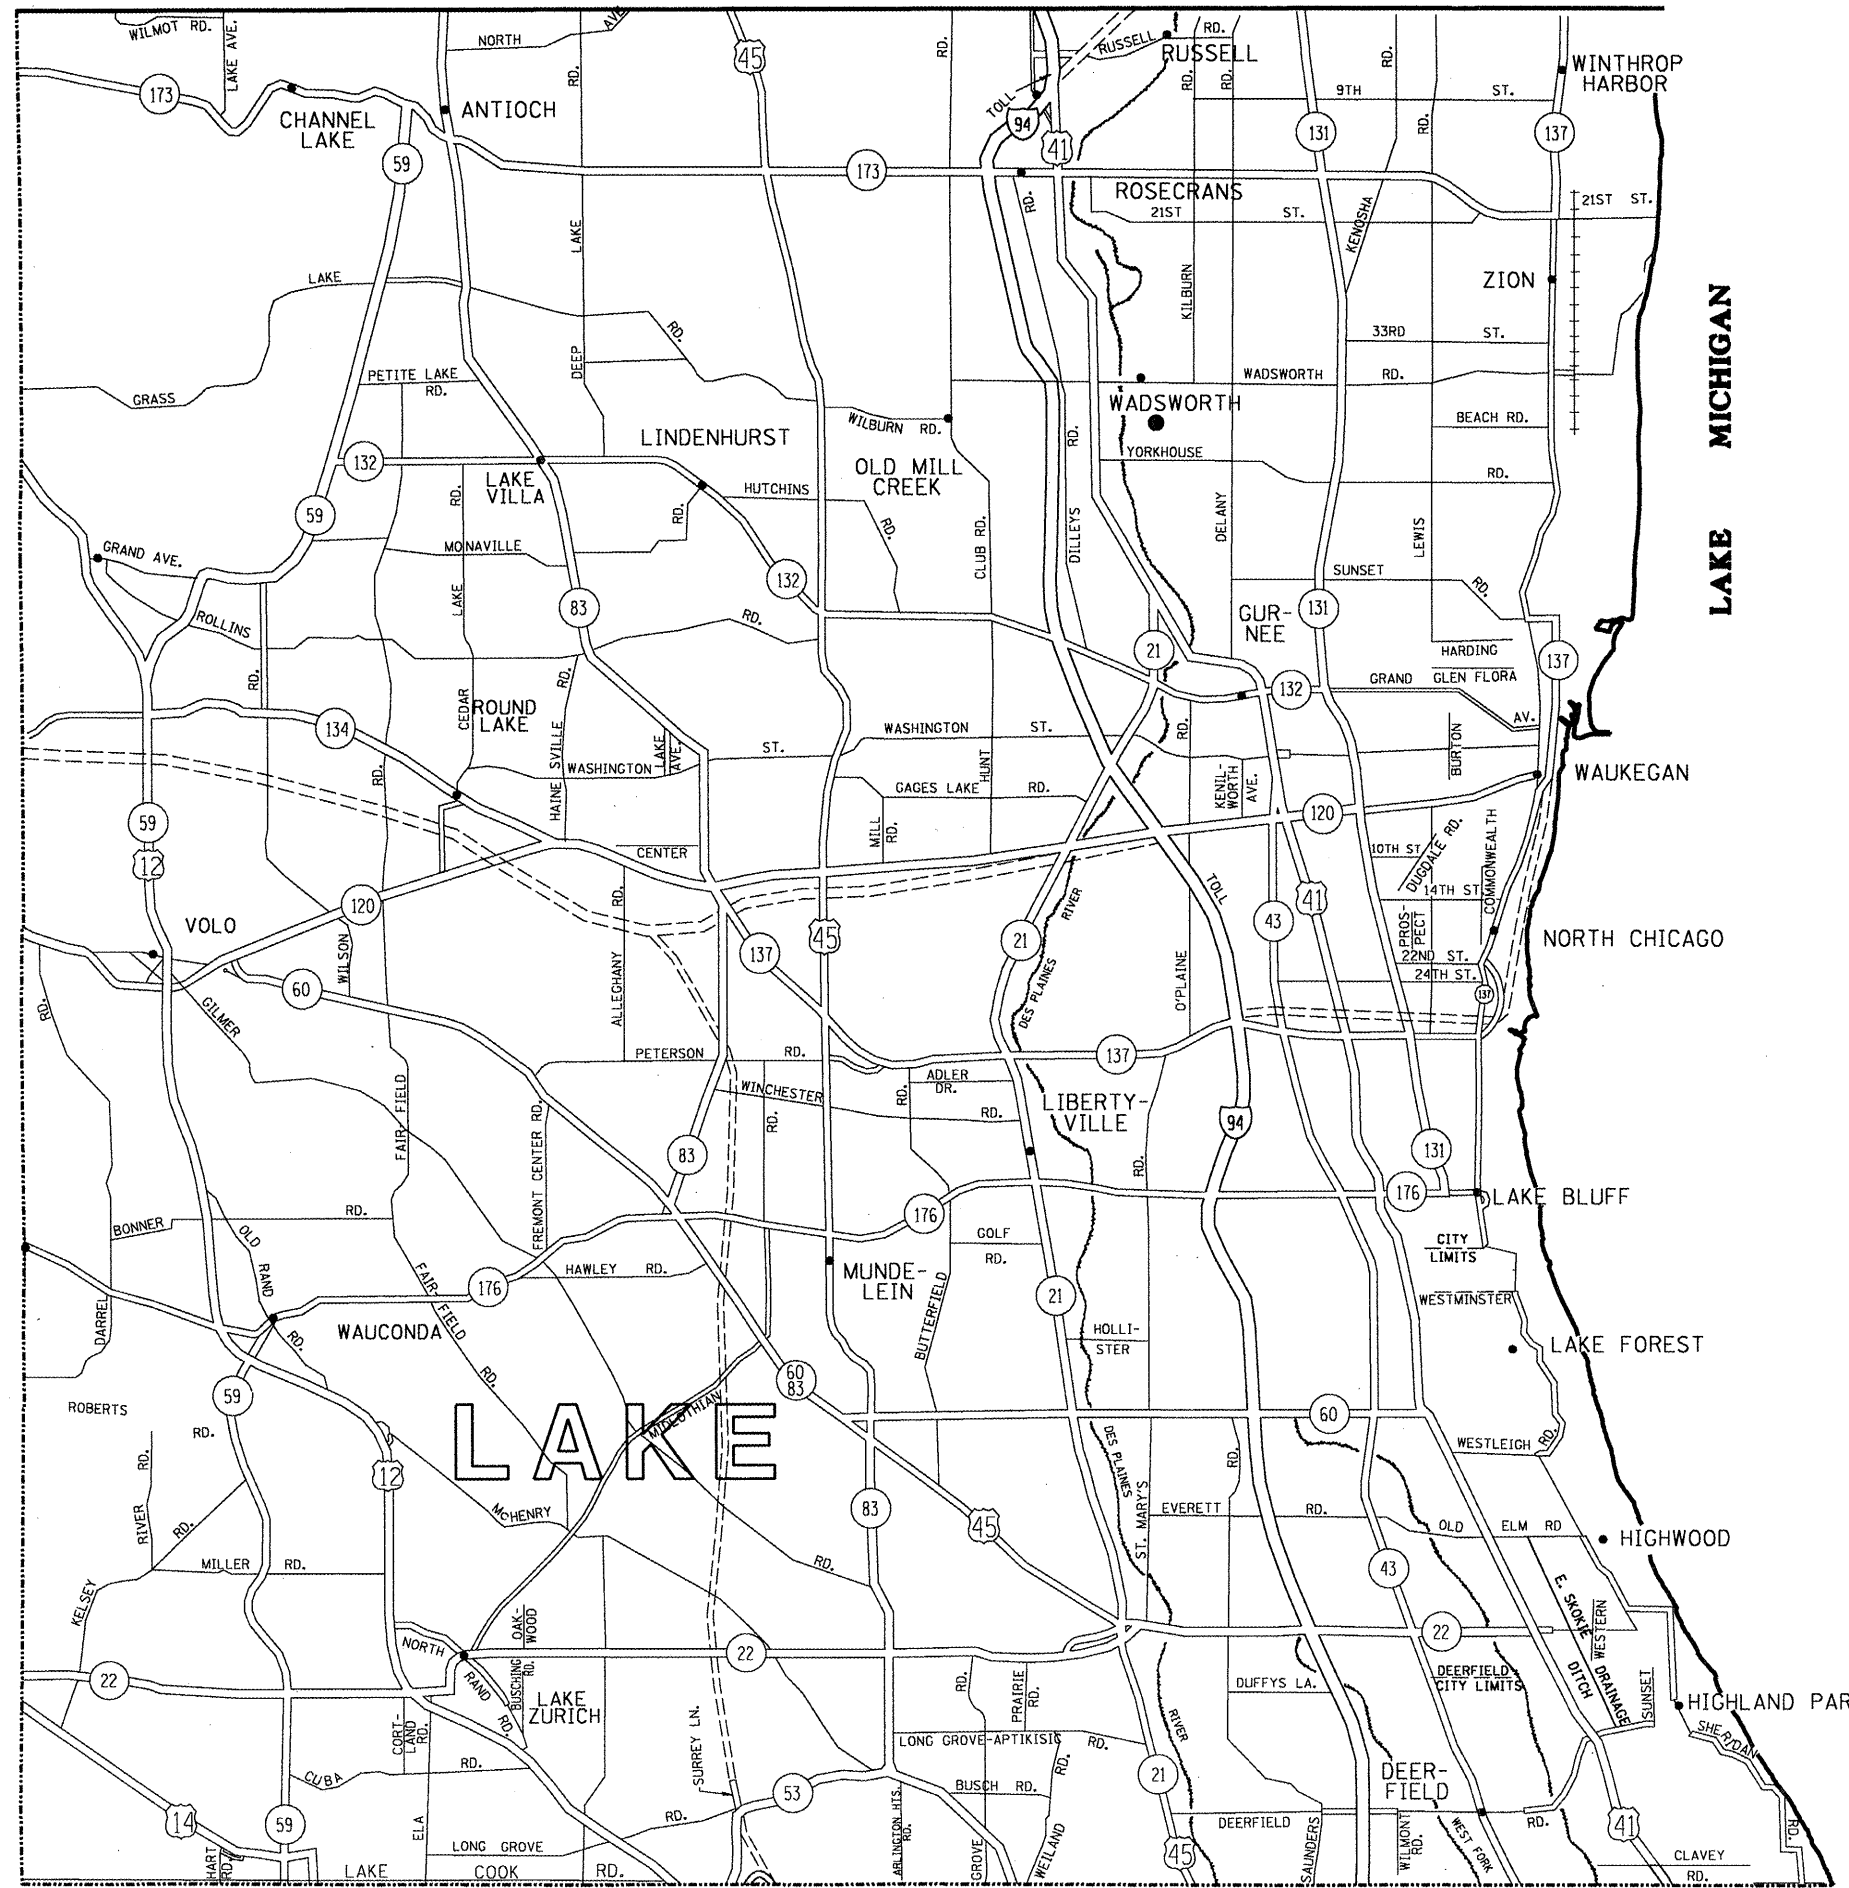 WILMOT RD.
LAKE AVE.
NORTH
AVE
45
RD.
RD.
RUSSELL
RD.
RUSSELL
RD.
RD.
RD.
WINTHROP
HARBOR
173
CHANNEL
LAKE
ANTIOCH
TOLL
94
41
9TH
ST.
131
RD.
137
59
173
RD.
ROSECRANS
21ST
ST.
KENOSHA
21ST ST.
LAKE
LAKE
KILBURN
ZION
LAKE MICHIGAN
RD.
33RD
ST.
GRASS
PETITE LAKE
RD.
DEEP
WADSWORTH
RD.
WADSWORTH
WILBURN RD.
BEACH RD.
132
LINDENHURST
RD.
YORKHOUSE
RD.
LAKE
VILLA
RD.
RD.
HUTCHINS
RD.
OLD MILL
CREEK
59
MONAVILLE
CLUB RD.
DILLEYS
DELANY
LEWIS
GRAND AVE.
132
SUNSET
RD.
ROLLINS
LAKE
83
RD.
GUR-
NEE
131
21
HARDING
137
RD.
CEDAR
ROUND
LAKE
RD.
132
GRAND
GLEN FLORA
AV.
134
HAINESVILLE
WASHINGTON
LAKE
AVE.
ST.
WASHINGTON
ST.
RD.
BURTON
RD.
HUNT
GAGES LAKE
RD.
KENIL-
WORTH
AVE.
WAUKEGAN
59
12
MILL
RD.
120
CENTER
10TH ST.
DUGDALE RD.
COMMONWEALTH
14TH ST.
120
RD.
TOLL
41
43
VOLO
45
137
21
RIVER
DES PLAINES
PROS-
PECT
22ND ST.
24TH ST.
NORTH CHICAGO
WILSON
60
GILMER
ALLEGHANY
O'PLAINE
137
RD.
PETERSON
RD.
137
WINCHESTER
RD.
ADLER
DR.
RD.
RD.
LIBERTY-
VILLE
94
FAIR-FIELD
FREMONT CENTER RD.
83
RD.
131
176
LAKE BLUFF
BONNER
RD.
OLD
RAND
RD.
176
GOLF
RD.
CITY
LIMITS
HAWLEY RD.
MUNDE-
LEIN
176
21
WESTMINSTER
DARREL
WAUCONDA
FAIR-FIELD
RD.
BUTTERFIELD
HOLLI-
STER
LAKE FOREST
60
83
59
ROBERTS
RD.
LAKE
MIDLOTHIAN
60
WESTLEIGH
RD.
12
RIVER RD.
RD.
McHENRY
RD.
83
45
DES PLAINES
ST. MARY'S
RD.
EVERETT
RD.
OLD ELM RD
HIGHWOOD
MILLER RD.
43
KELSEY
E. SKOKIE
DRAINAGE
DITCH
WESTERN
NORTH
RAND
RD.
OAK-
WOOD
BUSCHING
RD.
22
22
22
LAKE
ZURICH
RD.
PRAIRIE
RD.
DUFFYS LA.
DEERFIELD
CITY LIMITS
SUNSET
HIGHLAND PAR
CORT-
LAND
RD.
SURREY LN.
LONG GROVE-APTIKISIC RD.
RIVER
SHERIDAN
RD.
CUBA
RD.
53
BUSCH RD.
RD.
21
DEER-
FIELD
14
59
ELA
RD.
DEERFIELD
RD.
41
HART
RD.
LONG GROVE
LAKE COOK RD.
ARLINGTON HTS.
RD.
GROVE
WEILAND
45
SAUNDERS
WILMONT
RD.
WEST FORK
CLAVEY
RD.